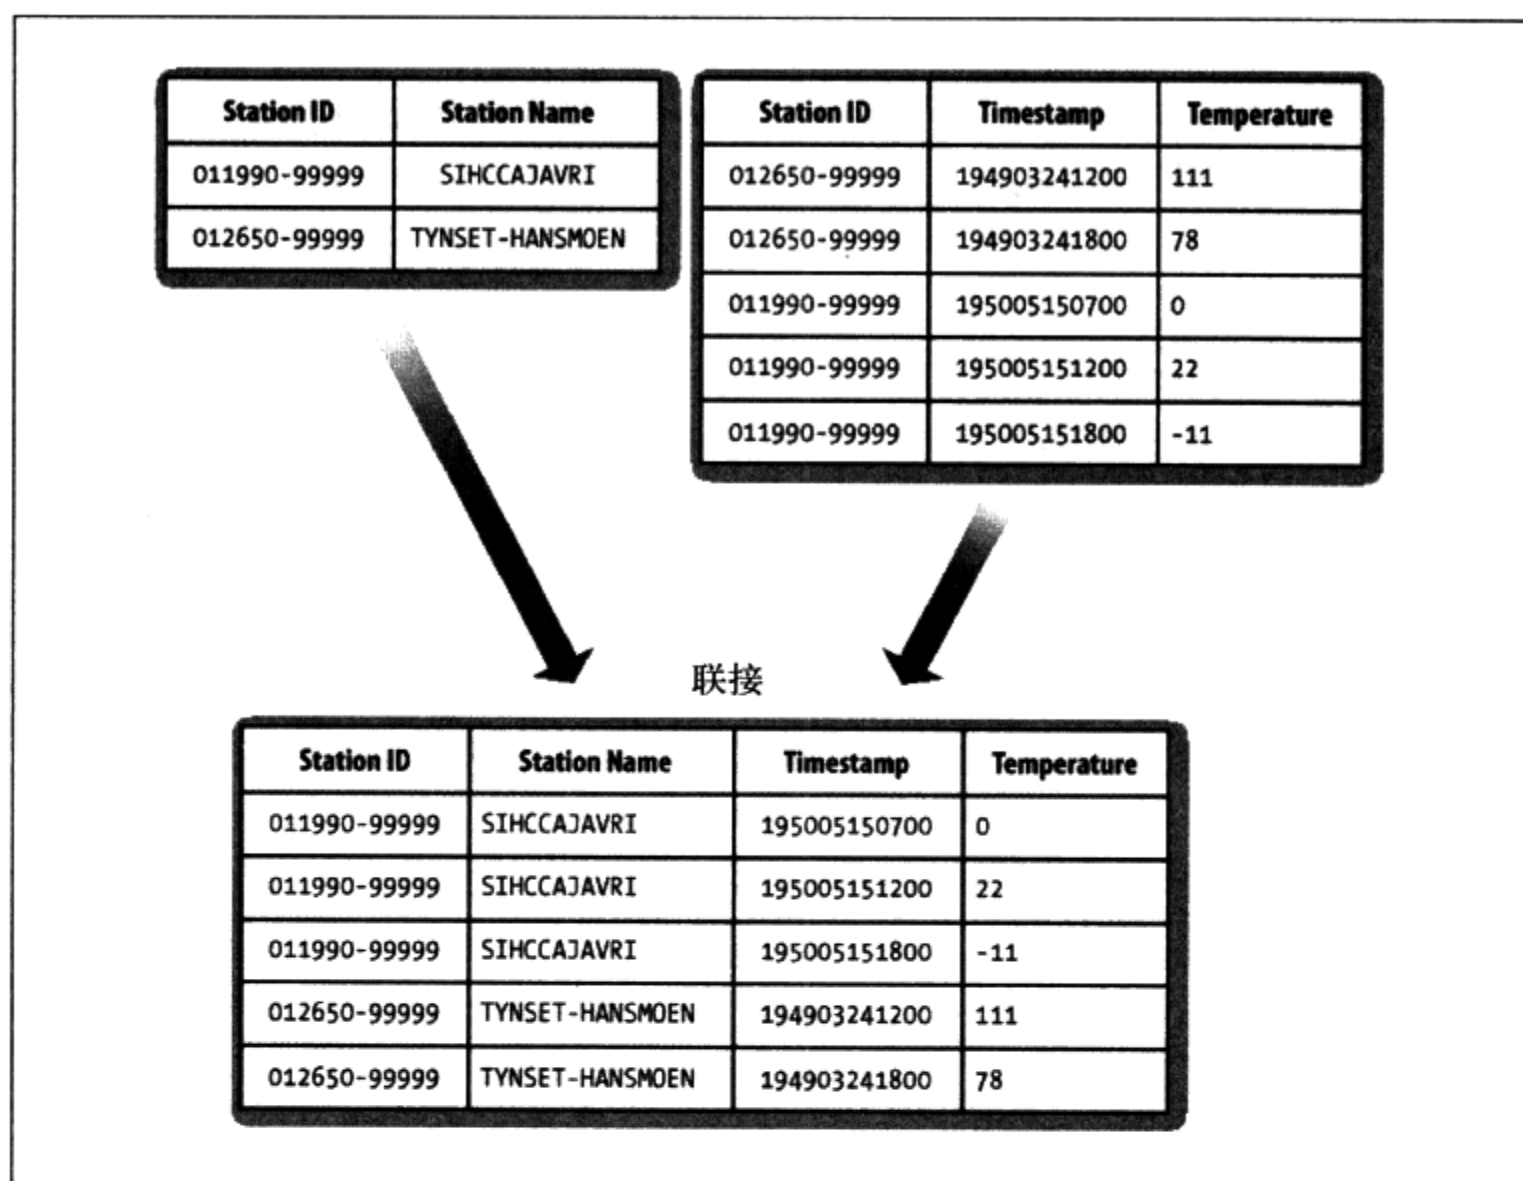 Station ID Station Name
011990-99999 SIHCCAJAVRI
012650-99999 TYNSET-HANSMOEN
Station ID Timestamp Temperature
012650-99999 194903241200 111
012650-99999 194903241800 78
011990-99999 195005150700 0
011990-99999 195005151200 22
011990-99999 195005151800 -11
联接
Station ID Station Name Timestamp Temperature
011990-99999 SIHCCAJAVRI 195005150700 0
011990-99999 SIHCCAJAVRI 195005151200 22
011990-99999 SIHCCAJAVRI 195005151800 -11
012650-99999 TYNSET-HANSMOEN 194903241200 111
012650-99999 TYNSET-HANSMOEN 194903241800 78